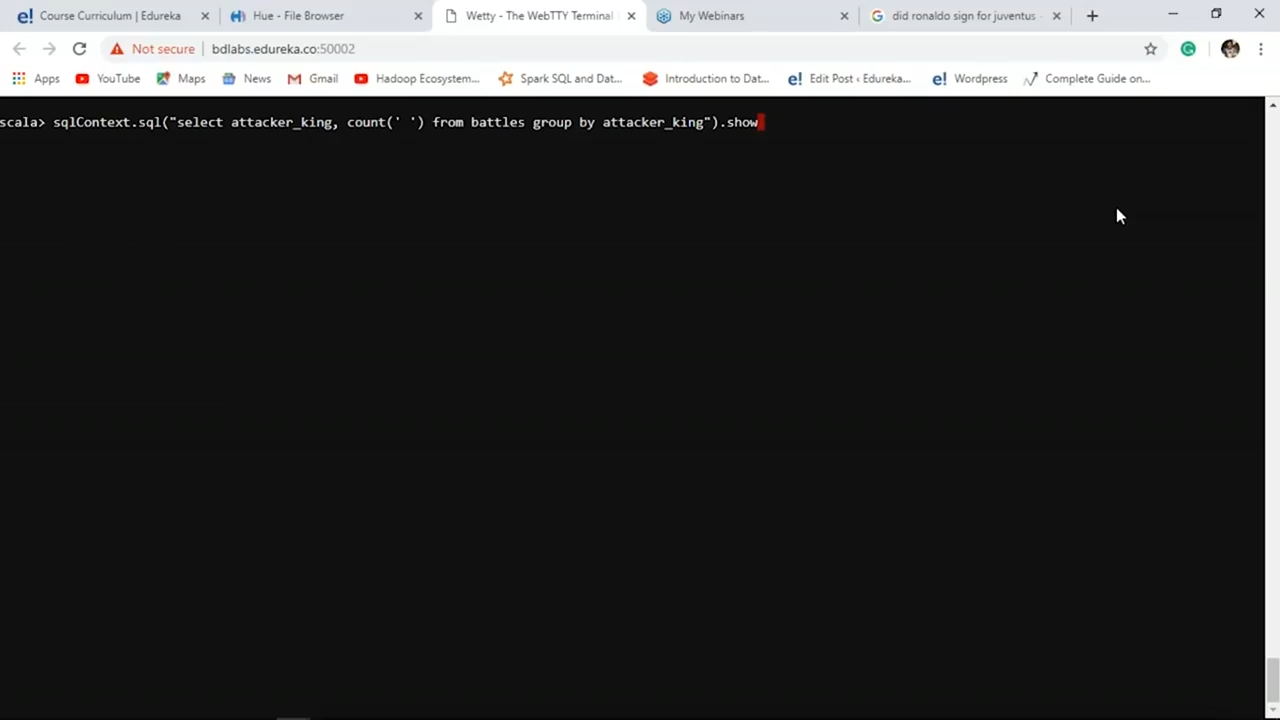 Course Curriculum | Edureka
Hue - File Browser
Wetty - The WebTTY Terminal
My Webinars
did ronaldo sign for juventus -
Not secure | bdlabs.edureka.co:50002
Apps YouTube Maps News Gmail Hadoop Ecosystem... Spark SQL and Dat... Introduction to Dat... Edit Post ‹ Edureka... Wordpress Complete Guide on...
scala> sqlContext.sql("select attacker_king, count(' ') from battles group by attacker_king").show